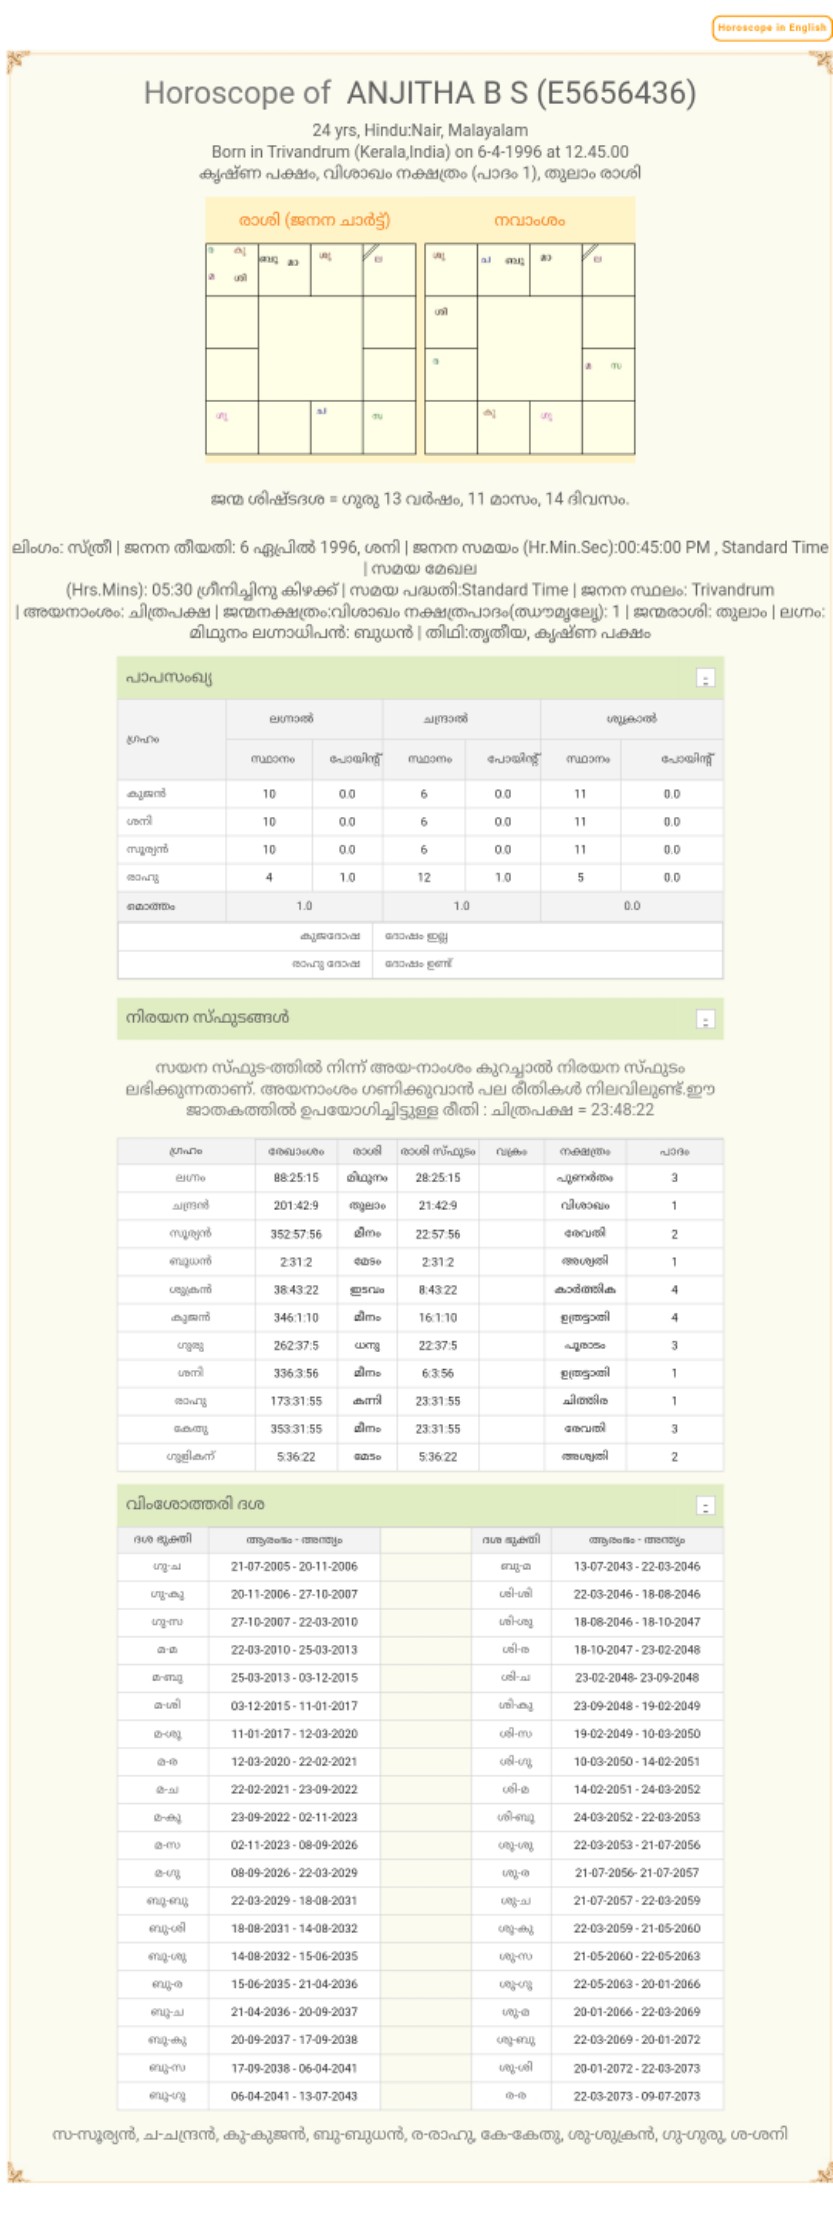 Horoscope in English
Horoscope of ANJITHA B S (E5656436)
24 yrs, Hindu:Nair, Malayalam
Born in Trivandrum (Kerala,India) on 6-4-1996 at 12.45.00
കൃഷ്ണ പക്ഷം, വിശാഖം നക്ഷത്രം (പാദം 1), തുലാം രാശി
രാശി (ജനന ചാർട്ട്) നവാംശം
ര കു ബു മാ ശു ല ശു ച ബു മാ ല
മ ശി
ശി
ര മ സ
ഗു ച സ കു ഗു
ജന്മ ശിഷ്ടദശ = ഗുരു 13 വർഷം, 11 മാസം, 14 ദിവസം.
ലിംഗം: സ്ത്രീ | ജനന തീയതി: 6 ഏപ്രിൽ 1996, ശനി | ജനന സമയം (Hr.Min.Sec):00:45:00 PM , Standard Time
| സമയ മേഖല
(Hrs.Mins): 05:30 ഗ്രീനിച്ചിനു കിഴക്ക് | സമയ പദ്ധതി:Standard Time | ജനന സ്ഥലം: Trivandrum
| അയനാംശം: ചിത്രപക്ഷ | ജന്മനക്ഷത്രം:വിശാഖം നക്ഷത്രപാദം 1 | ജന്മരാശി: തുലാം | ലഗ്നം:
മിഥുനം ലഗ്നാധിപൻ: ബുധൻ | തിഥി:തൃതീയ, കൃഷ്ണ പക്ഷം
പാപസംഖ്യ
ഗ്രഹം ലഗ്നാൽ ചന്ദ്രാൽ ശുക്രാൽ
സ്ഥാനം പോയിന്റ് സ്ഥാനം പോയിന്റ് സ്ഥാനം പോയിന്റ്
കുജൻ 10 0.0 6 0.0 11 0.0
ശനി 10 0.0 6 0.0 11 0.0
സൂര്യൻ 10 0.0 6 0.0 11 0.0
രാഹു 4 1.0 12 1.0 5 0.0
മൊത്തം 1.0 1.0 0.0
കുജദോഷ ദോഷം ഇല്ല
രാഹു ദോഷ ദോഷം ഉണ്ട്
നിരയന സ്ഫുടങ്ങൾ
സയന സ്ഫുട-ത്തിൽ നിന്ന് അയ-നാംശം കുറച്ചാൽ നിരയന സ്ഫുടം
ലഭിക്കുന്നതാണ്. അയനാംശം ഗണിക്കുവാൻ പല രീതികൾ നിലവിലുണ്ട്.ഈ
ജാതകത്തിൽ ഉപയോഗിച്ചിട്ടുള്ള രീതി : ചിത്രപക്ഷ = 23:48:22
ഗ്രഹം രേഖാംശം രാശി രാശി സ്ഫുടം വക്രം നക്ഷത്രം പാദം
ലഗ്നം 88:25:15 മിഥുനം 28:25:15 പുണർതം 3
ചന്ദ്രൻ 201:42:9 തുലാം 21:42:9 വിശാഖം 1
സൂര്യൻ 352:57:56 മീനം 22:57:56 രേവതി 2
ബുധൻ 2:31:2 മേടം 2:31:2 അശ്വതി 1
ശുക്രൻ 38:43:22 ഇടവം 8:43:22 കാർത്തിക 4
കുജൻ 346:1:10 മീനം 16:1:10 ഉത്രട്ടാതി 4
ഗുരു 262:37:5 ധനു 22:37:5 പൂരാടം 3
ശനി 336:3:56 മീനം 6:3:56 ഉത്രട്ടാതി 1
രാഹു 173:31:55 കന്നി 23:31:55 ചിത്തിര 1
കേതു 353:31:55 മീനം 23:31:55 രേവതി 3
ഗുളികന് 5:36:22 മേടം 5:36:22 അശ്വതി 2
വിംശോത്തരി ദശ
ദശ ഭുക്തി ആരംഭം - അന്ത്യം ദശ ഭുക്തി ആരംഭം - അന്ത്യം
ഗു-ച 21-07-2005 - 20-11-2006 ബു-മ 13-07-2043 - 22-03-2046
ഗു-കു 20-11-2006 - 27-10-2007 ശി-ശി 22-03-2046 - 18-08-2046
ഗു-സ 27-10-2007 - 22-03-2010 ശി-ശു 18-08-2046 - 18-10-2047
മ-മ 22-03-2010 - 25-03-2013 ശി-ര 18-10-2047 - 23-02-2048
മ-ബു 25-03-2013 - 03-12-2015 ശി-ച 23-02-2048- 23-09-2048
മ-ശി 03-12-2015 - 11-01-2017 ശി-കു 23-09-2048 - 19-02-2049
മ-ശു 11-01-2017 - 12-03-2020 ശി-സ 19-02-2049 - 10-03-2050
മ-ര 12-03-2020 - 22-02-2021 ശി-ഗു 10-03-2050 - 14-02-2051
മ-ച 22-02-2021 - 23-09-2022 ശി-മ 14-02-2051 - 24-03-2052
മ-കു 23-09-2022 - 02-11-2023 ശി-ബു 24-03-2052 - 22-03-2053
മ-സ 02-11-2023 - 08-09-2026 ശു-ശു 22-03-2053 - 21-07-2056
മ-ഗു 08-09-2026 - 22-03-2029 ശു-ര 21-07-2056- 21-07-2057
ബു-ബു 22-03-2029 - 18-08-2031 ശു-ച 21-07-2057 - 22-03-2059
ബു-ശി 18-08-2031 - 14-08-2032 ശു-കു 22-03-2059 - 21-05-2060
ബു-ശു 14-08-2032 - 15-06-2035 ശു-സ 21-05-2060 - 22-05-2063
ബു-ര 15-06-2035 - 21-04-2036 ശു-ഗു 22-05-2063 - 20-01-2066
ബു-ച 21-04-2036 - 20-09-2037 ശു-മ 20-01-2066 - 22-03-2069
ബു-കു 20-09-2037 - 17-09-2038 ശു-ബു 22-03-2069 - 20-01-2072
ബു-സ 17-09-2038 - 06-04-2041 ശു-ശി 20-01-2072 - 22-03-2073
ബു-ഗു 06-04-2041 - 13-07-2043 ര-ര 22-03-2073 - 09-07-2073
സ-സൂര്യൻ, ച-ചന്ദ്രൻ, കു-കുജൻ, ബു-ബുധൻ, ര-രാഹു, കേ-കേതു, ശു-ശുക്രൻ, ഗു-ഗുരു, ശ-ശനി